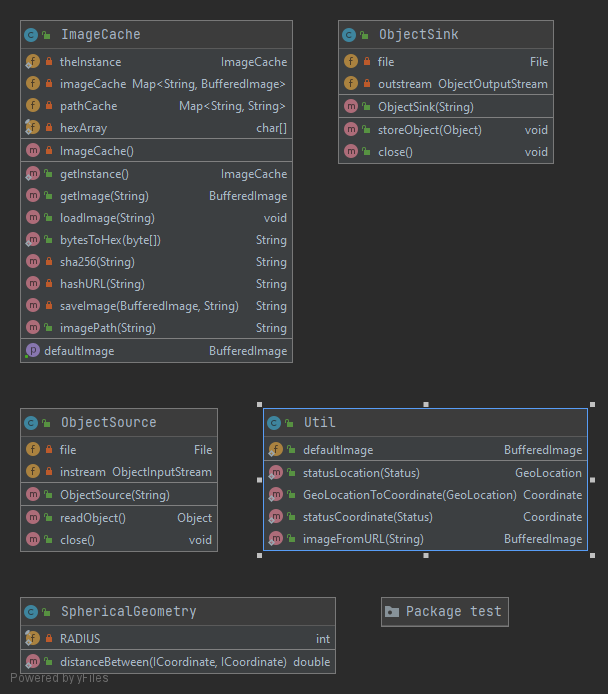 ImageCache
theInstance ImageCache
imageCache Map<String, BufferedImage>
pathCache Map<String, String>
hexArray char[]
ImageCache()
getInstance() ImageCache
getImage(String) BufferedImage
loadImage(String) void
bytesToHex(byte[]) String
sha256(String) String
hashURL(String) String
saveImage(BufferedImage, String) String
imagePath(String) String
defaultImage BufferedImage
ObjectSink
file File
outstream ObjectOutputStream
ObjectSink(String)
storeObject(Object) void
close() void
ObjectSource
file File
instream ObjectInputStream
ObjectSource(String)
readObject() Object
close() void
Util
defaultImage BufferedImage
statusLocation(Status) GeoLocation
GeoLocationToCoordinate(GeoLocation) Coordinate
statusCoordinate(Status) Coordinate
imageFromURL(String) BufferedImage
SphericalGeometry
RADIUS int
distanceBetween(ICoordinate, ICoordinate) double
Package test
Powered by yFiles